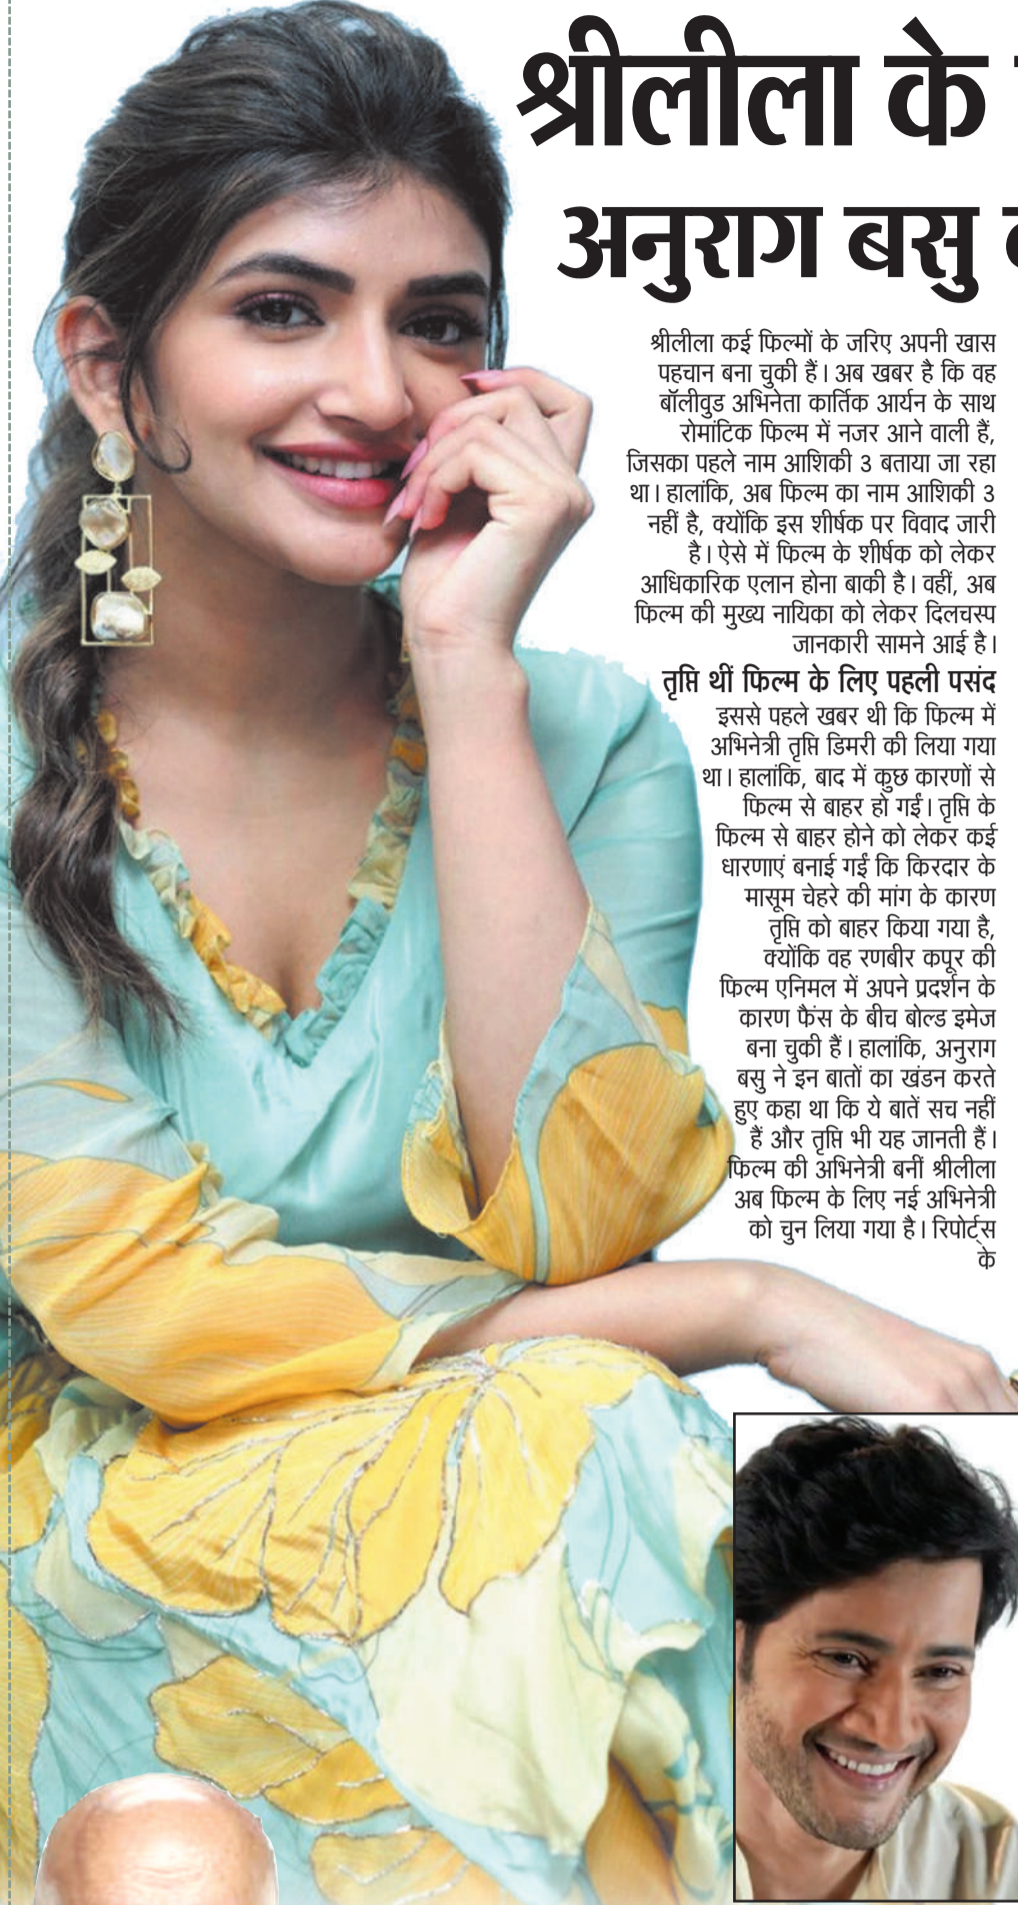 श्रीलीला के
अनुराग बसु
श्रीलीला कई फिल्मों के जरिए अपनी खास
पहचान बना चुकी हैं। अब खबर है कि वह
बॉलीवुड अभिनेता कार्तिक आर्यन के साथ
रोमांटिक फिल्म में नजर आने वाली हैं,
जिसका पहले नाम आशिकी 3 बताया जा रहा
था। हालांकि, अब फिल्म का नाम आशिकी 3
नहीं है, क्योंकि इस शीर्षक पर विवाद जारी
है। ऐसे में फिल्म के शीर्षक को लेकर
आधिकारिक एलान होना बाकी है। वहीं, अब
फिल्म की मुख्य नायिका को लेकर दिलचस्प
जानकारी सामने आई है।
तृप्ति थीं फिल्म के लिए पहली पसंद
इससे पहले खबर थी कि फिल्म में
अभिनेत्री तृप्ति डिमरी की लिया गया
था। हालांकि, बाद में कुछ कारणों से
फिल्म से बाहर हो गईं। तृप्ति के
फिल्म से बाहर होने को लेकर कई
धारणाएं बनाई गईं कि किरदार के
मासूम चेहरे की मांग के कारण
तृप्ति को बाहर किया गया है,
क्योंकि वह रणबीर कपूर की
फिल्म एनिमल में अपने प्रदर्शन के
कारण फैंस के बीच बोल्ड इमेज
बना चुकी हैं। हालांकि, अनुराग
बसु ने इन बातों का खंडन करते
हुए कहा था कि ये बातें सच नहीं
हैं और तृप्ति भी यह जानती हैं।
फिल्म की अभिनेत्री बनीं श्रीलीला
अब फिल्म के लिए नई अभिनेत्री
को चुन लिया गया है। रिपोर्ट्स
के